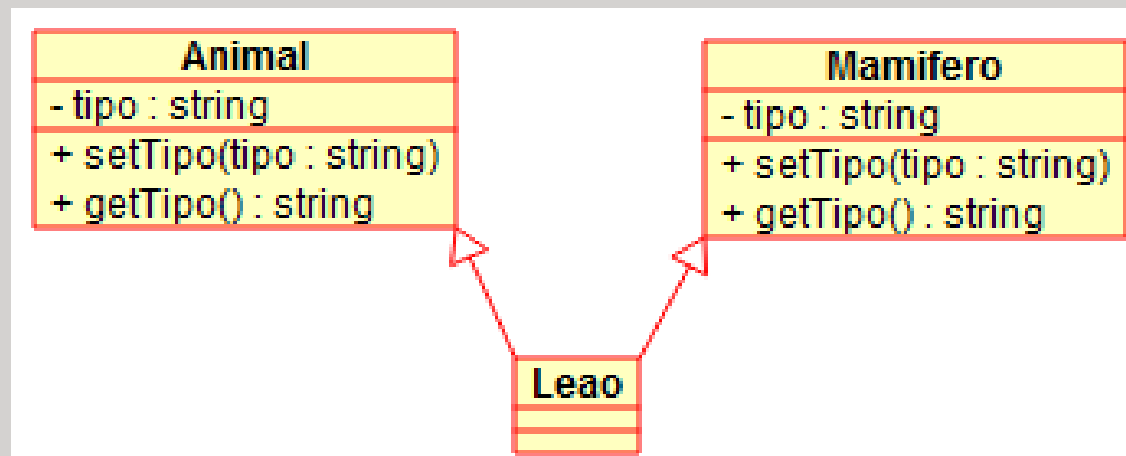 Animal
- tipo : string
+ setTipo(tipo : string)
+ getTipo() : string
Mamifero
- tipo : string
+ setTipo(tipo : string)
+ getTipo() : string
Leao